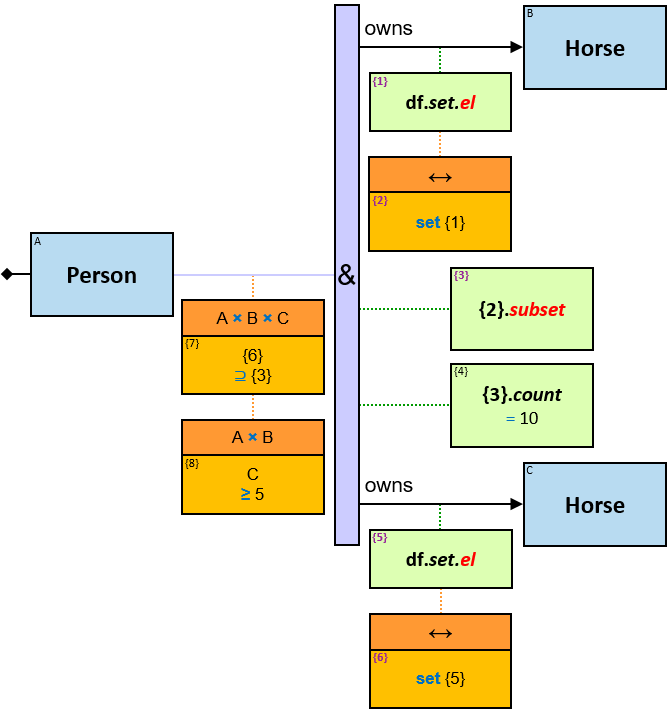 owns
B
Horse
{1}
df.set.el
↔
{2}
set {1}
A
Person
&
{3}
{2}.subset
A × B × C
{7}
{6}
⊇ {3}
{4}
{3}.count
= 10
A × B
{8}
C
≥ 5
owns
C
Horse
{5}
df.set.el
↔
{6}
set {5}